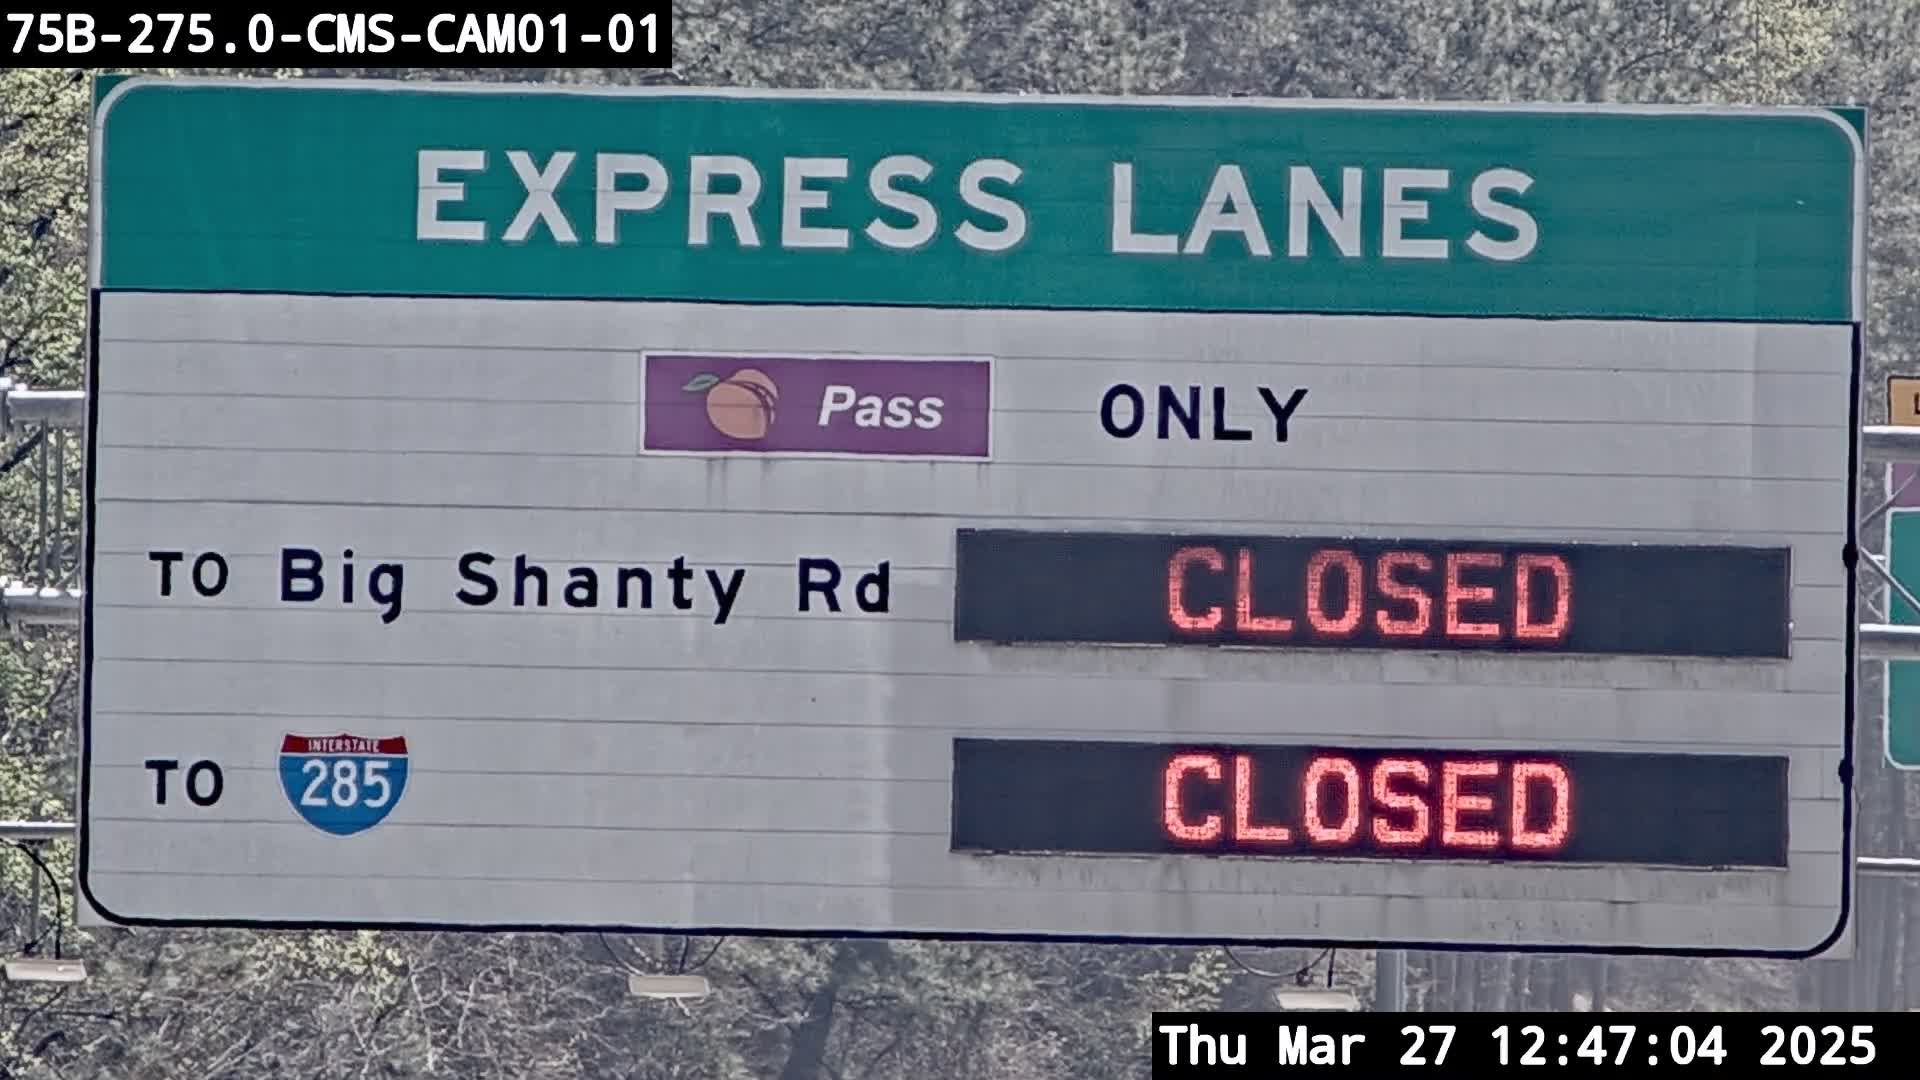 75B-275.0-CMS-CAM01-01
EXPRESS LANES
Pass ONLY
TO Big Shanty Rd CLOSED
INTERSTATE
TO 285 CLOSED
Thu Mar 27 12:47:04 2025